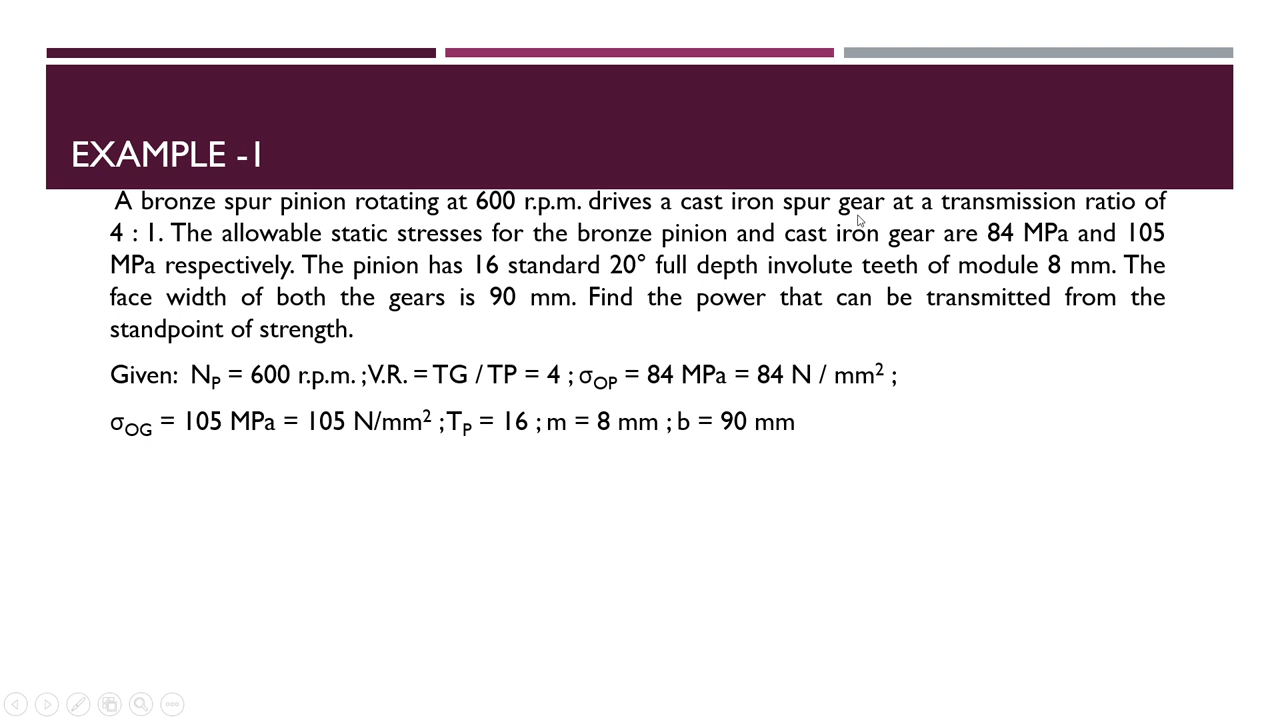 EXAMPLE -1
A bronze spur pinion rotating at 600 r.p.m. drives a cast iron spur gear at a transmission ratio of
4 : 1. The allowable static stresses for the bronze pinion and cast iron gear are 84 MPa and 105
MPa respectively. The pinion has 16 standard 20° full depth involute teeth of module 8 mm. The
face width of both the gears is 90 mm. Find the power that can be transmitted from the
standpoint of strength.
Given: N_P = 600 r.p.m. ; V.R. = TG / TP = 4 ; σ_OP = 84 MPa = 84 N / mm² ;
σ_OG = 105 MPa = 105 N/mm² ; T_P = 16 ; m = 8 mm ; b = 90 mm